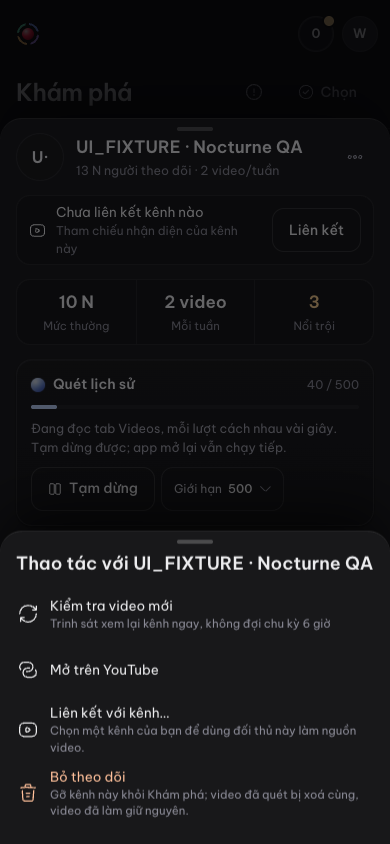 0
W
Khám phá
Chọn
U·
UI_FIXTURE · Nocturne QA
13 N người theo dõi · 2 video/tuần
Chưa liên kết kênh nào
Tham chiếu nhận diện của kênh
này
Liên kết
10 N
2 video
3
Mức thường
Mỗi tuần
Nổi trội
Quét lịch sử
40 / 500
Đang đọc tab Videos, mỗi lượt cách nhau vài giây.
Tạm dừng được; app mở lại vẫn chạy tiếp.
Tạm dừng
Giới hạn 500
Thao tác với UI_FIXTURE · Nocturne QA
Kiểm tra video mới
Trinh sát xem lại kênh ngay, không đợi chu kỳ 6 giờ
Mở trên YouTube
Liên kết với kênh...
Chọn một kênh của bạn để dùng đối thủ này làm nguồn
video.
Bỏ theo dõi
Gỡ kênh này khỏi Khám phá; video đã quét bị xoá cùng,
video đã làm giữ nguyên.